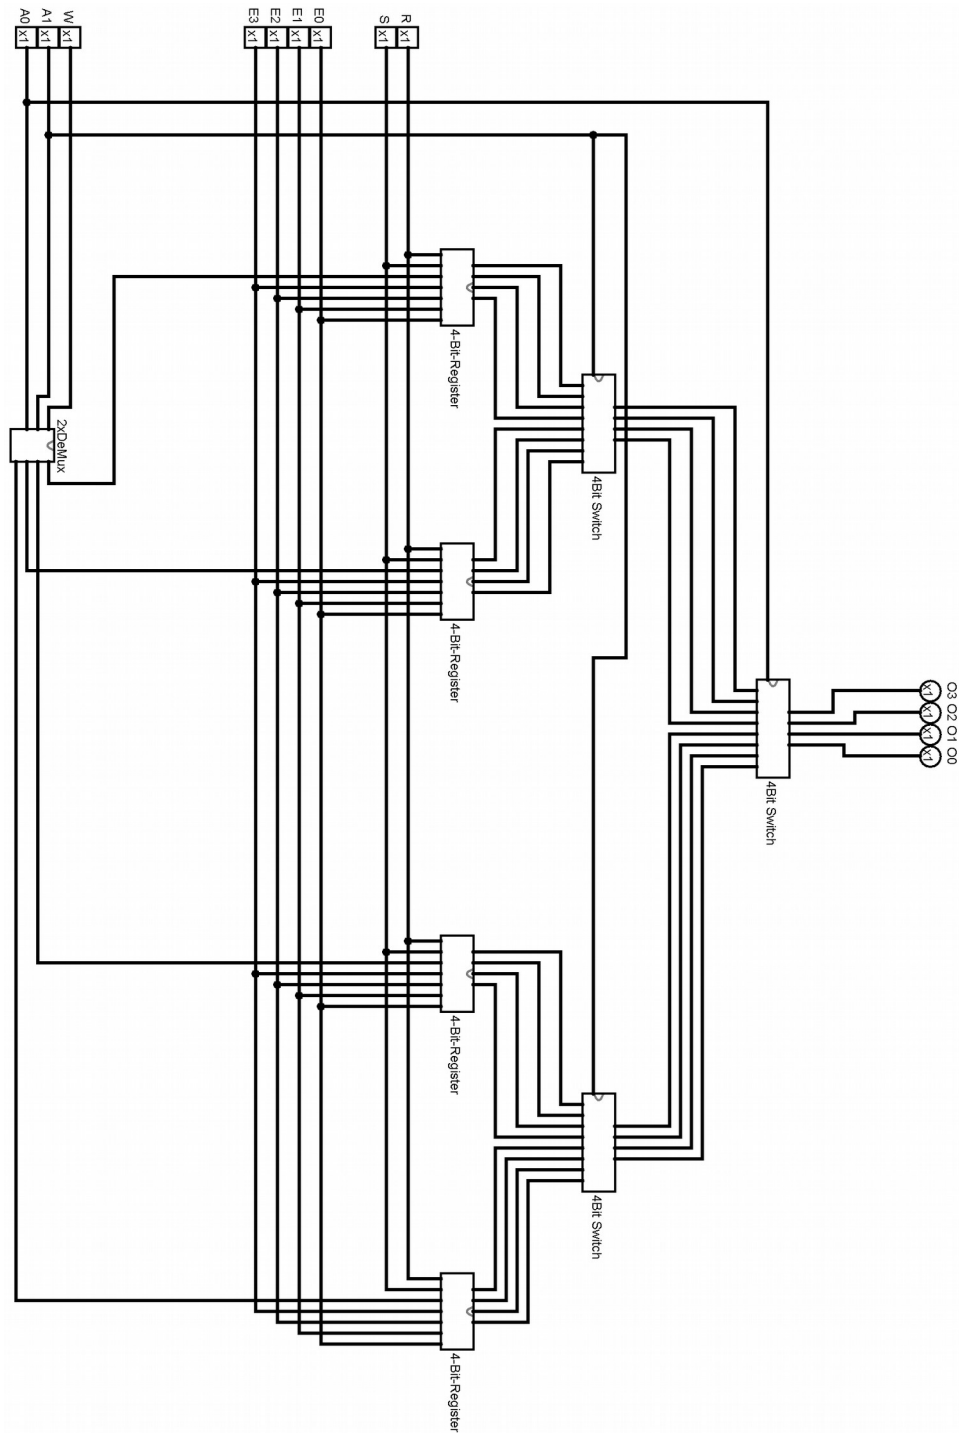 A0
A1
W
E3
E2
E1
E0
S
R
x1
x1
x1
x1
x1
x1
x1
x1
x1
4-Bit-Register
2xDeMux
4Bit Switch
4-Bit-Register
O3
O2
O1
O0
x1
x1
x1
x1
4Bit Switch
4-Bit-Register
4Bit Switch
4-Bit-Register